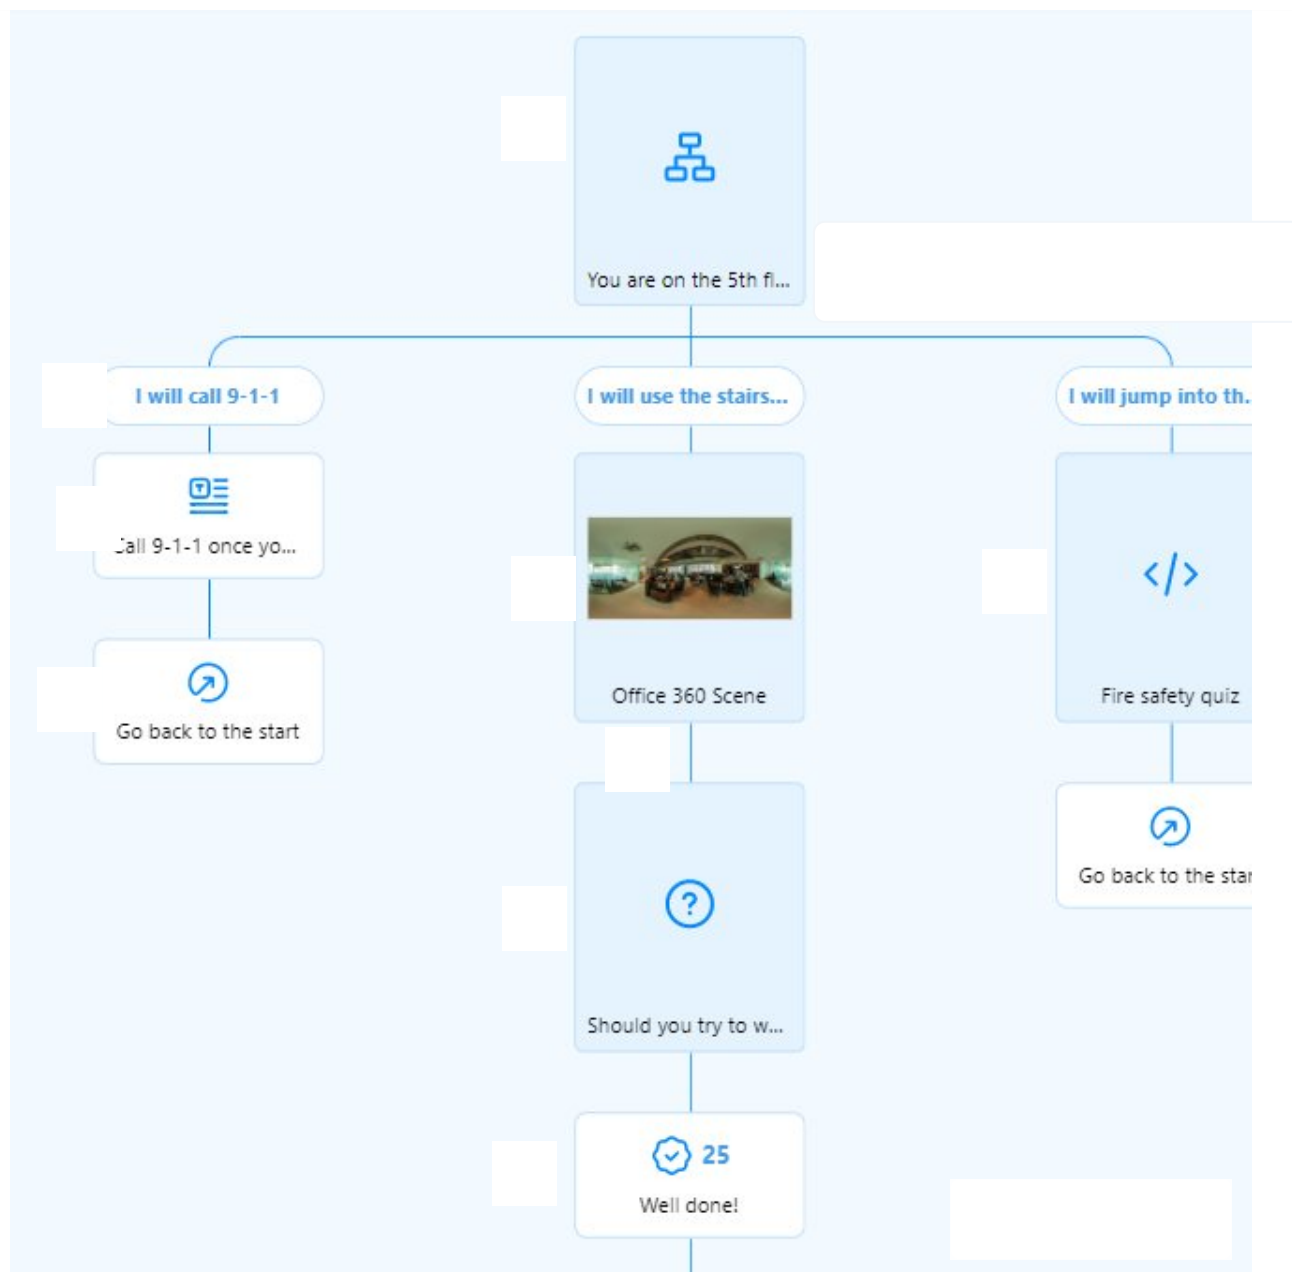 You are on the 5th fl...
I will call 9-1-1
I will use the stairs...
I will jump into th.
Call 9-1-1 once yo...
Office 360 Scene
Fire safety quiz
Go back to the start
Go back to the star
Should you try to w...
25
Well done!